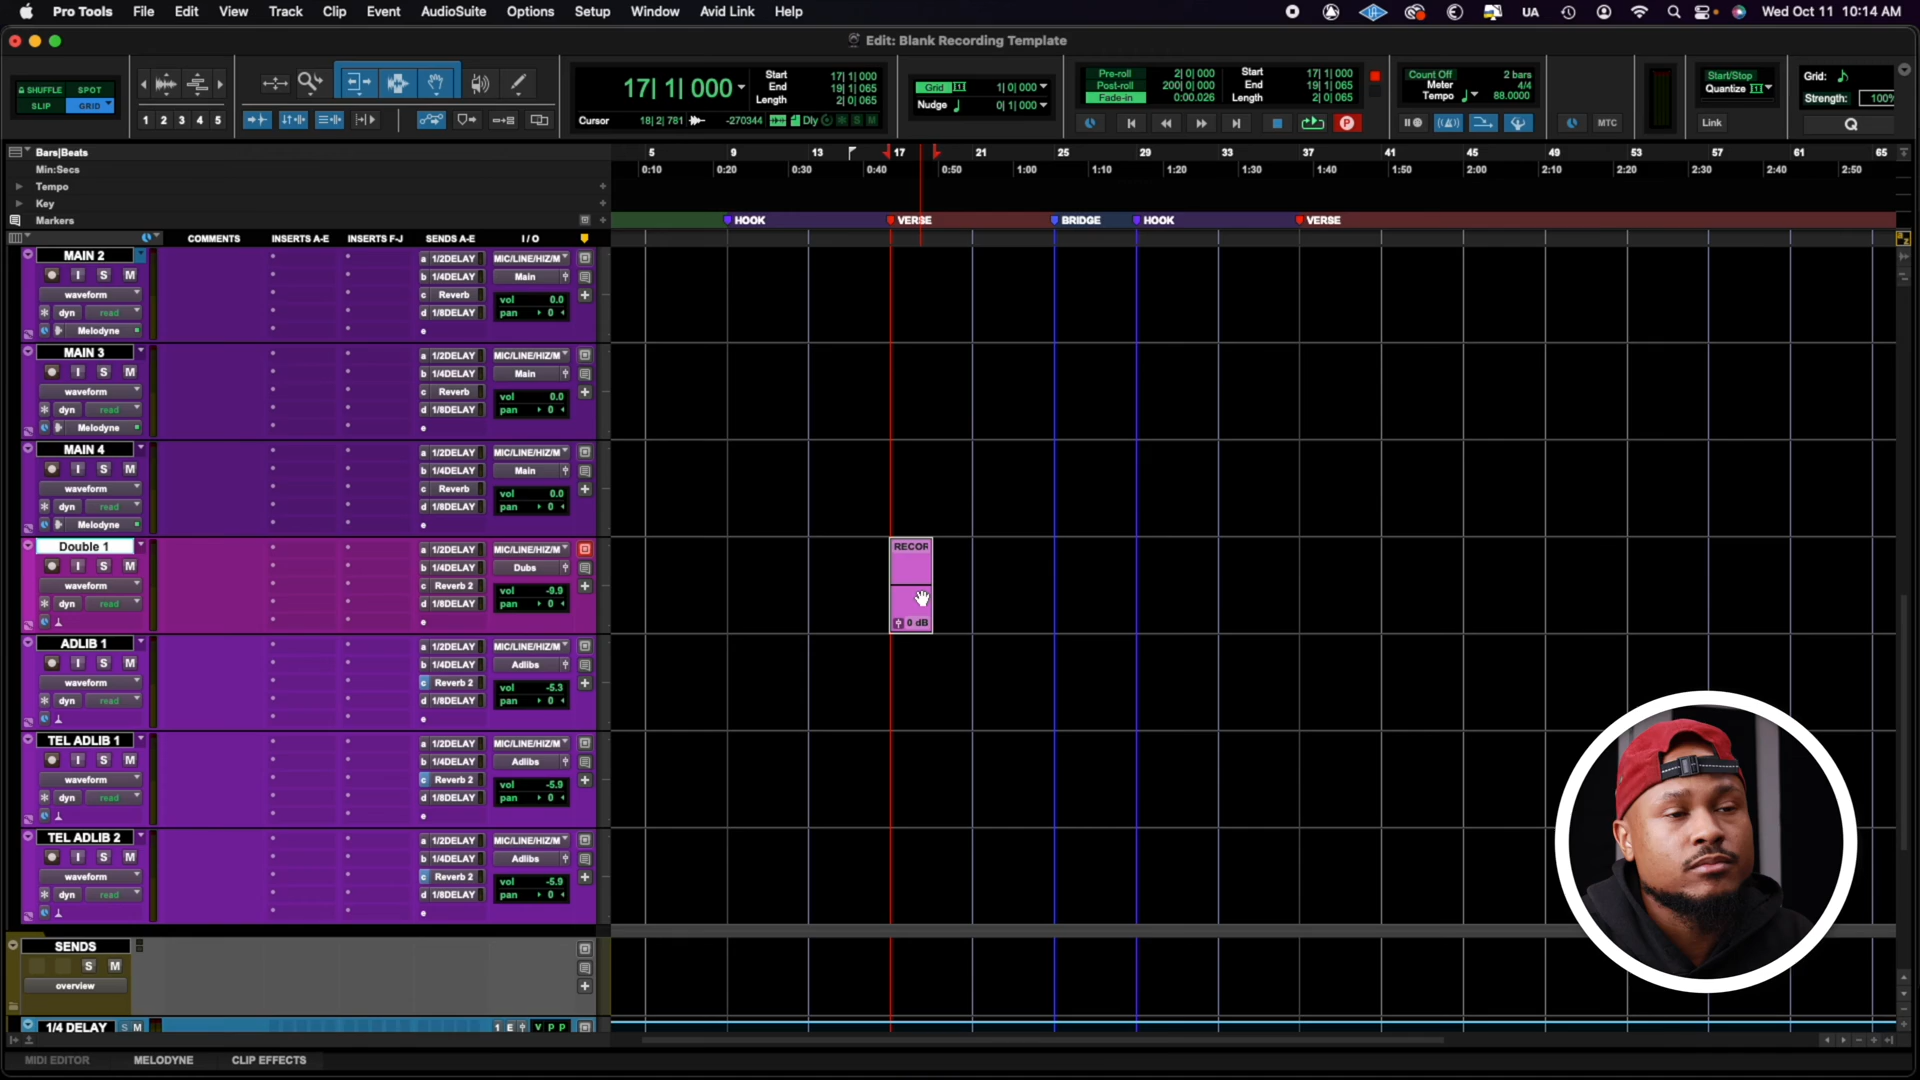 Pro Tools File Edit View Track Clip Event AudioSuite Options Setup Window Avid Link Help UA Wed Oct 11 10:14 AM
Edit: Blank Recording Template
SHUFFLE SPOT
SLIP GRID
1 2 3 4 5
17| 1| 000
Start 17| 1| 000
End 19| 1| 065
Length 2| 0| 065
Cursor 18| 2| 781 -270344 Dly S M
Grid 1| 0| 000
Nudge 0| 1| 000
Pre-roll 2| 0| 000
Post-roll 200| 0| 000
Fade-in 0:00.026
Start 17| 1| 000
End 19| 1| 065
Length 2| 0| 065
Count Off 2 bars
Meter 4/4
Tempo 88.0000
MTC
Start/Stop
Quantize
Link
Grid:
Strength: 100%
Q
Bars|Beats 5 9 13 17 21 25 29 33 37 41 45 49 53 57 61 65
Min:Secs 0:10 0:20 0:30 0:40 0:50 1:00 1:10 1:20 1:30 1:40 1:50 2:00 2:10 2:20 2:30 2:40 2:50
Tempo
Key
Markers HOOK VERSE BRIDGE HOOK VERSE
COMMENTS INSERTS A-E INSERTS F-J SENDS A-E I / O
MAIN 2 a 1/2DELAY MIC/LINE/HIZ/M
I S M b 1/4DELAY Main
waveform c Reverb vol 0.0
dyn read d 1/8DELAY pan 0
Melodyne e
MAIN 3 a 1/2DELAY MIC/LINE/HIZ/M
I S M b 1/4DELAY Main
waveform c Reverb vol 0.0
dyn read d 1/8DELAY pan 0
Melodyne e
MAIN 4 a 1/2DELAY MIC/LINE/HIZ/M
I S M b 1/4DELAY Main
waveform c Reverb vol 0.0
dyn read d 1/8DELAY pan 0
Melodyne e
Double 1 a 1/2DELAY MIC/LINE/HIZ/M RECOR
I S M b 1/4DELAY Dubs
waveform c Reverb 2 vol -9.9
dyn read d 1/8DELAY pan 0
e 0 dB
ADLIB 1 a 1/2DELAY MIC/LINE/HIZ/M
I S M b 1/4DELAY Adlibs
waveform c Reverb 2 vol -5.3
dyn read d 1/8DELAY pan 0
e
TEL ADLIB 1 a 1/2DELAY MIC/LINE/HIZ/M
I S M b 1/4DELAY Adlibs
waveform c Reverb 2 vol -5.9
dyn read d 1/8DELAY pan 0
e
TEL ADLIB 2 a 1/2DELAY MIC/LINE/HIZ/M
I S M b 1/4DELAY Adlibs
waveform c Reverb 2 vol -5.9
dyn read d 1/8DELAY pan 0
e
SENDS
S M
overview
1/4 DELAY S M 1 E V P P
MIDI EDITOR MELODYNE CLIP EFFECTS